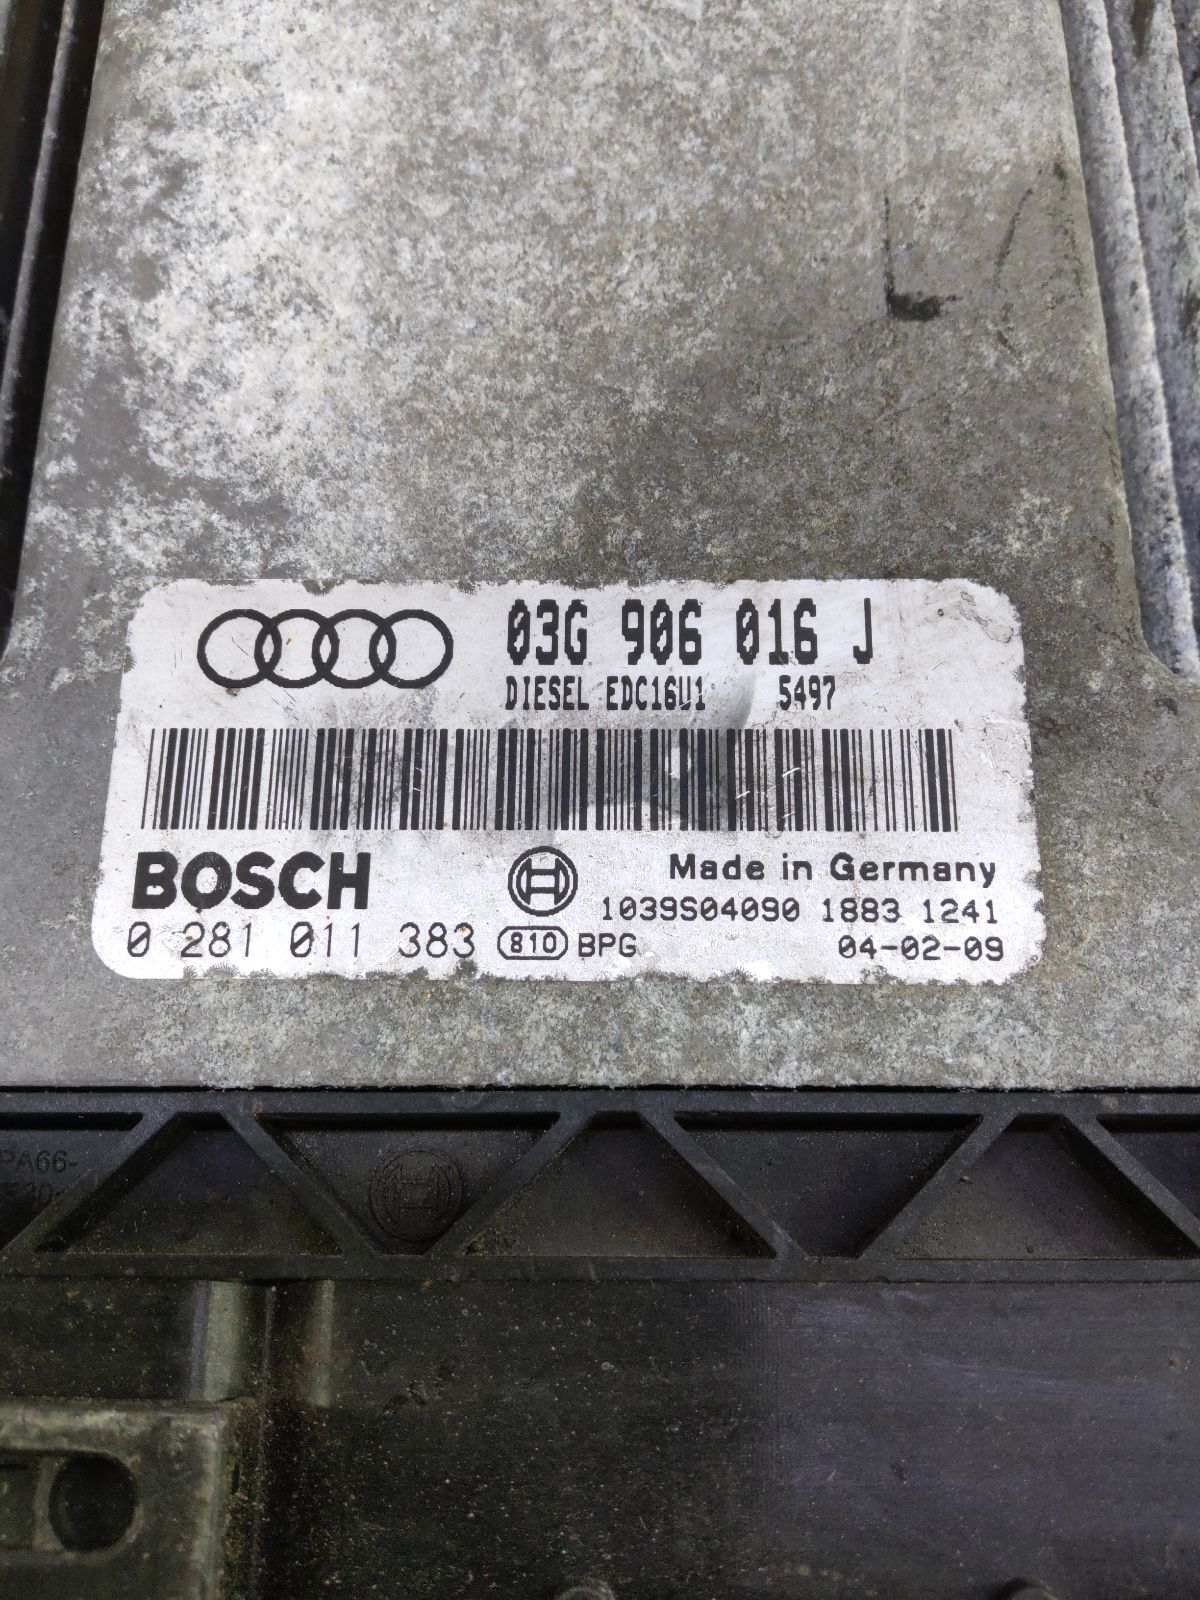 03G 906 016 J
DIESEL EDC16U1 5497
BOSCH
Made in Germany
1039S04090 1883 1241
0 281 011 383 810 BPG 04-02-09
PA66-